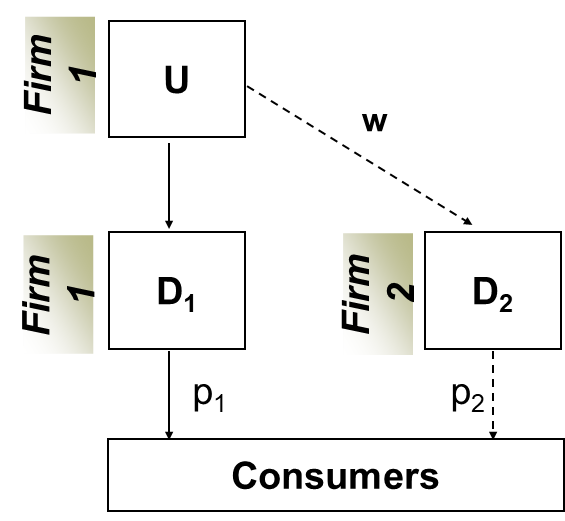 Firm 1
U
w
Firm 1
D₁
Firm 2
D₂
p₁
p₂
Consumers